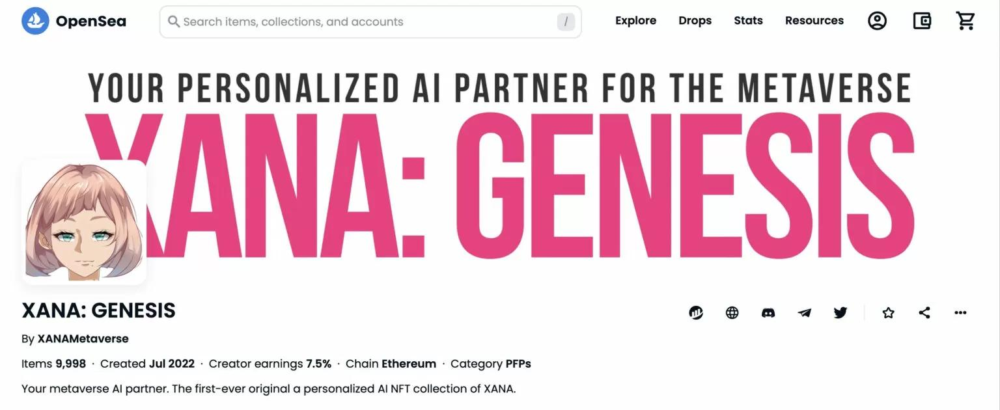 OpenSea Search items, collections, and accounts / Explore Drops Stats Resources
YOUR PERSONALIZED AI PARTNER FOR THE METAVERSE
XANA: GENESIS
XANA: GENESIS
By XANAMetaverse
Items 9,998 · Created Jul 2022 · Creator earnings 7.5% · Chain Ethereum · Category PFPs
Your metaverse AI partner. The first-ever original a personalized AI NFT collection of XANA.